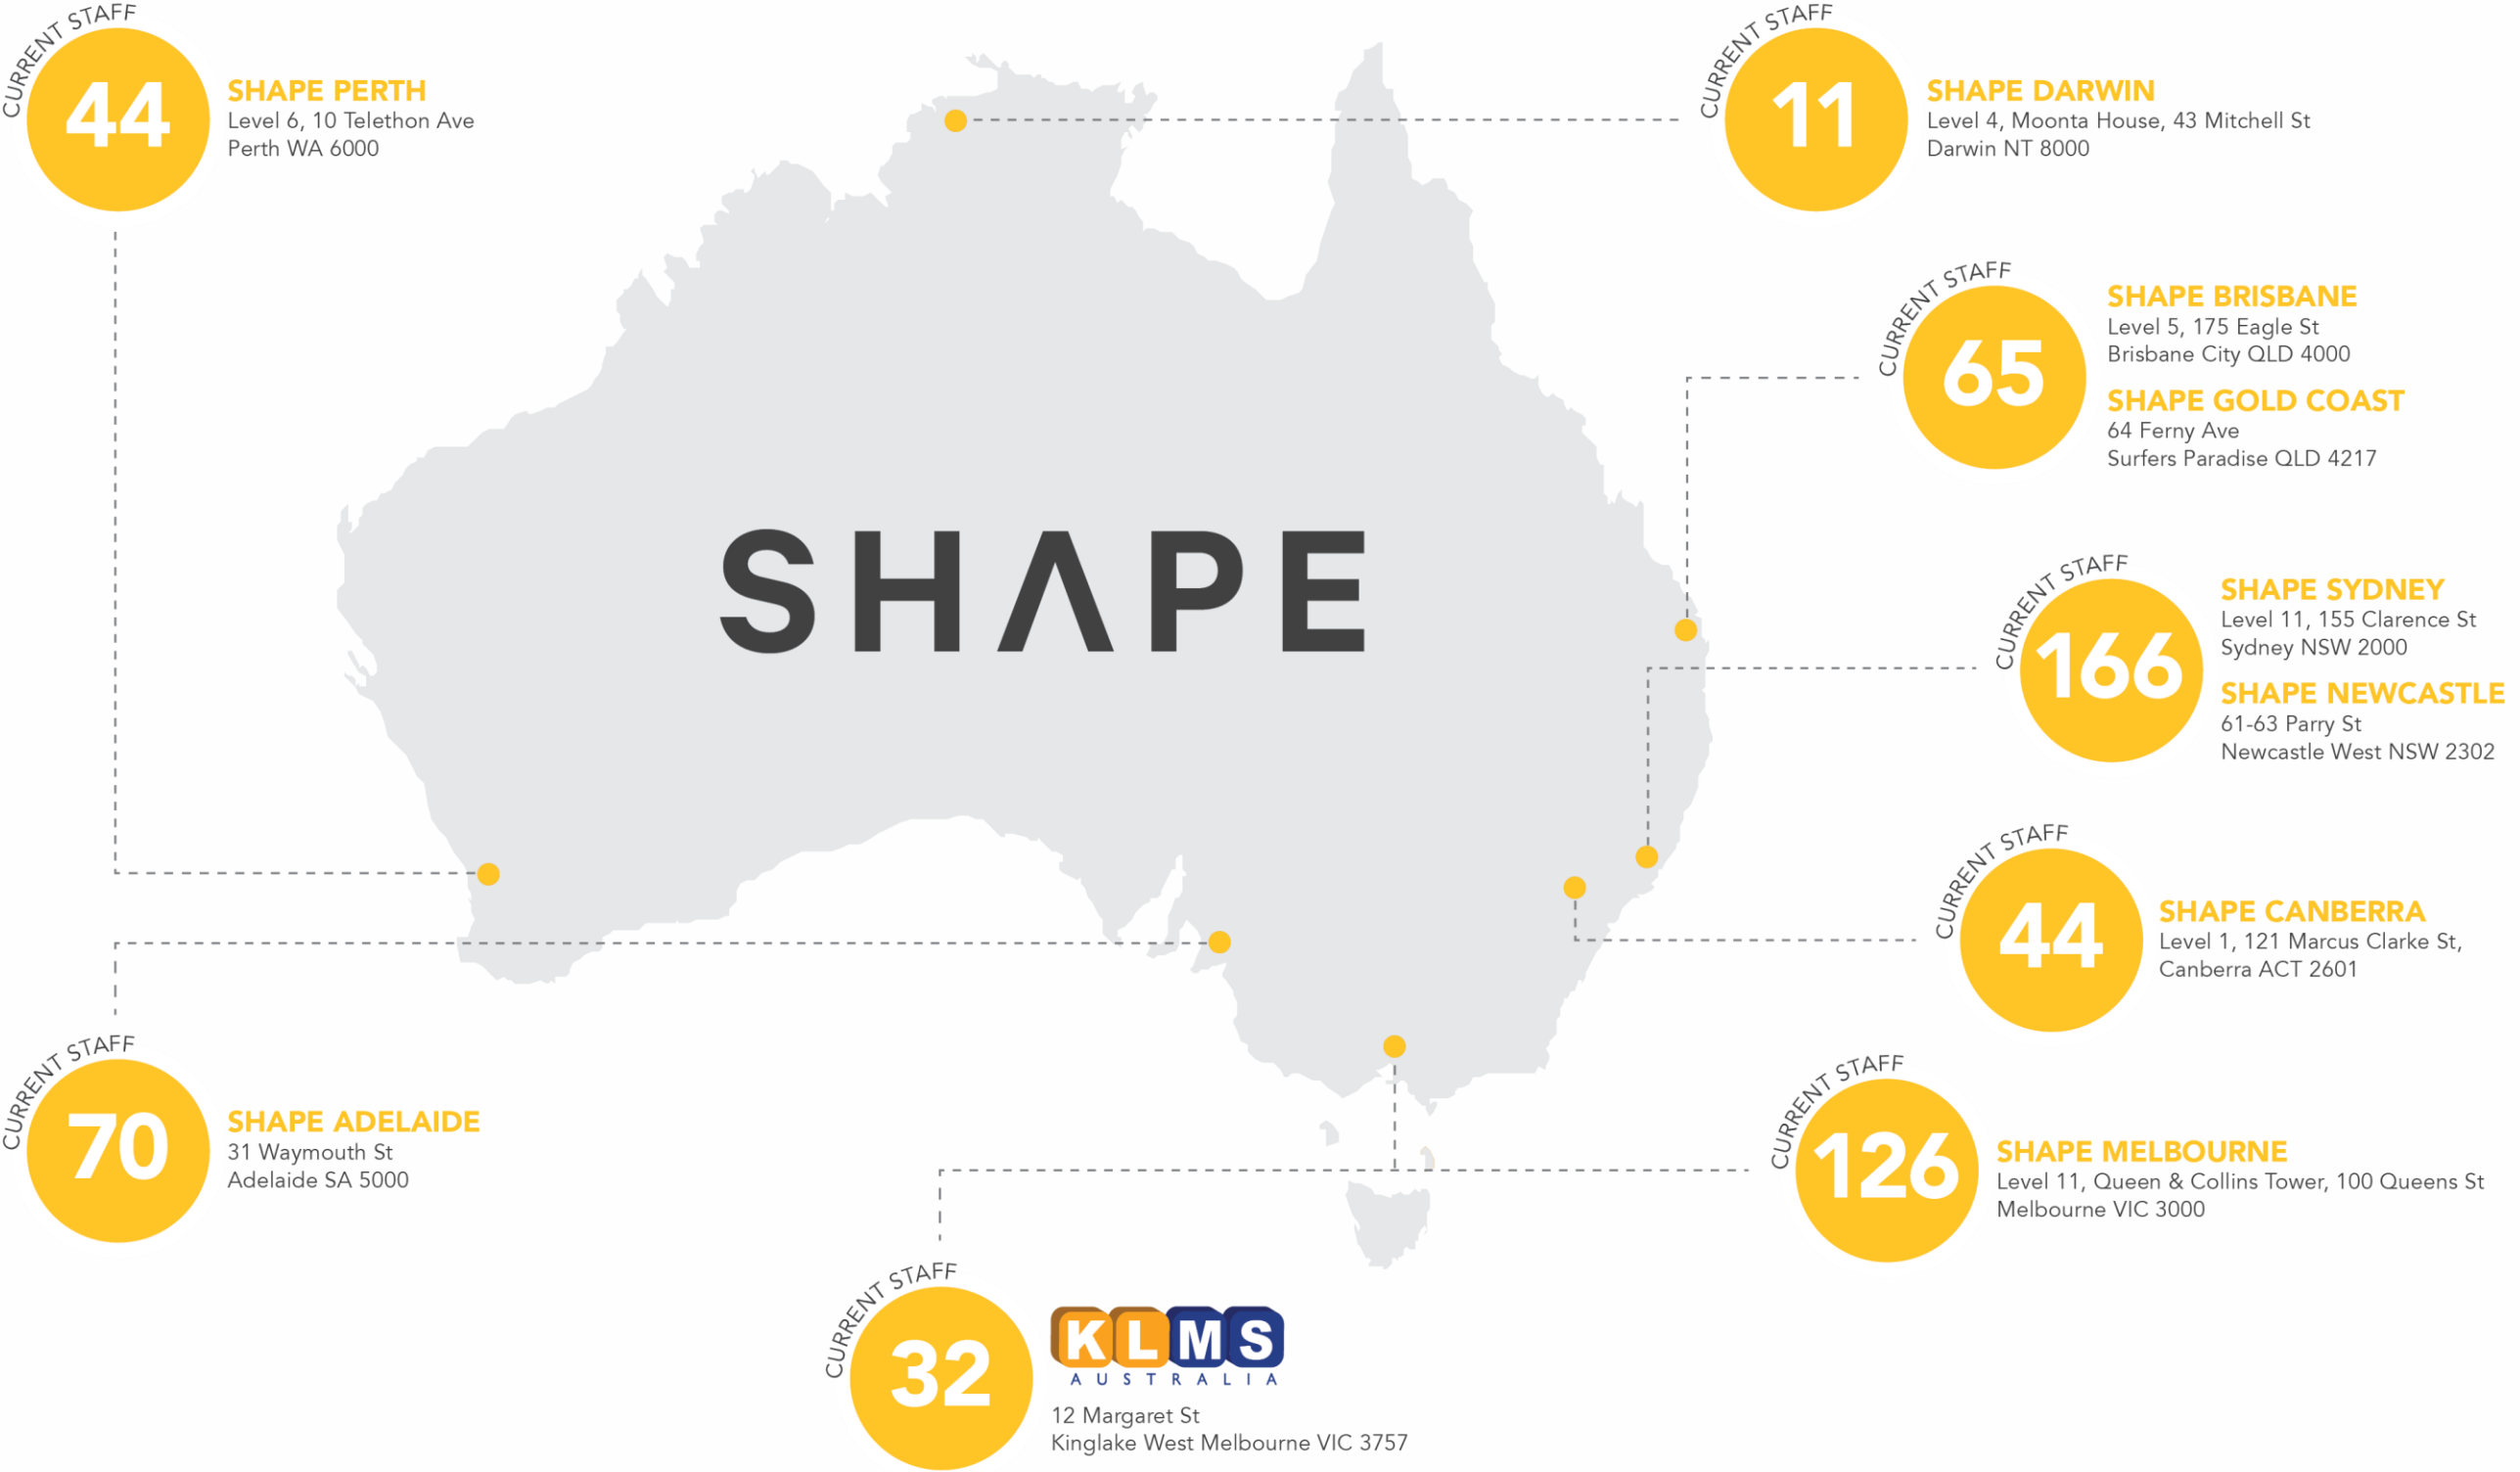 CURRENT STAFF
44
SHAPE PERTH
Level 6, 10 Telethon Ave
Perth WA 6000
CURRENT STAFF
11
SHAPE DARWIN
Level 4, Moonta House, 43 Mitchell St
Darwin NT 8000
CURRENT STAFF
65
SHAPE BRISBANE
Level 5, 175 Eagle St
Brisbane City QLD 4000
SHAPE GOLD COAST
64 Ferny Ave
Surfers Paradise QLD 4217
SHAPE
CURRENT STAFF
166
SHAPE SYDNEY
Level 11, 155 Clarence St
Sydney NSW 2000
SHAPE NEWCASTLE
61-63 Parry St
Newcastle West NSW 2302
CURRENT STAFF
44
SHAPE CANBERRA
Level 1, 121 Marcus Clarke St,
Canberra ACT 2601
CURRENT STAFF
70
SHAPE ADELAIDE
31 Waymouth St
Adelaide SA 5000
CURRENT STAFF
126
SHAPE MELBOURNE
Level 11, Queen & Collins Tower, 100 Queens St
Melbourne VIC 3000
CURRENT STAFF
32
KLMS
AUSTRALIA
12 Margaret St
Kinglake West Melbourne VIC 3757